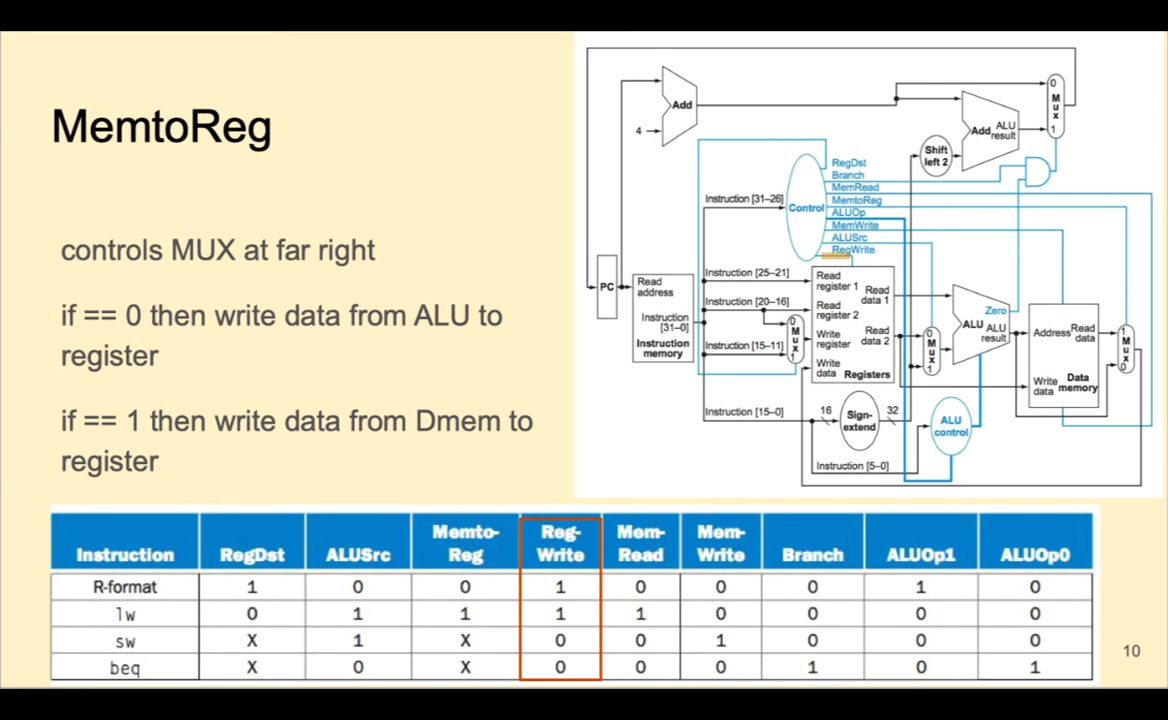 MemtoReg
controls MUX at far right
if == 0 then write data from ALU to
register
if == 1 then write data from Dmem to
register
Add
4
Shift
left 2
Add ALU
result
0
M
u
x
1
Control
RegDst
Branch
MemRead
MemtoReg
ALUOp
MemWrite
ALUSrc
RegWrite
Instruction [31–26]
Instruction [25–21]
Instruction [20–16]
Instruction [15–11]
Instruction [15–0]
Instruction [5–0]
PC
Read
address
Instruction
[31–0]
Instruction
memory
0
M
u
x
1
Read
register 1
Read
register 2
Write
register
Write
data
Read
data 1
Read
data 2
Registers
16
Sign-
extend
32
0
M
u
x
1
Zero
ALU ALU
result
ALU
control
Address
Read
data
Write
data
Data
memory
1
M
u
x
0
Instruction RegDst ALUSrc Memto-Reg Reg-Write Mem-Read Mem-Write Branch ALUOp1 ALUOp0
R-format 1 0 0 1 0 0 0 1 0
lw 0 1 1 1 1 0 0 0 0
sw X 1 X 0 0 1 0 0 0
beq X 0 X 0 0 0 1 0 1
10